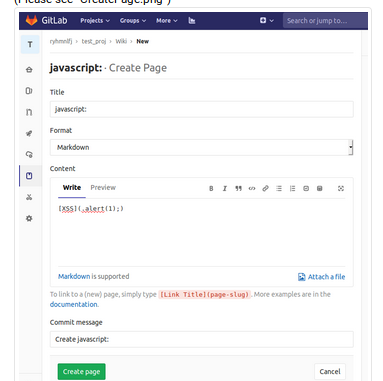 (Please see "CreatePage.png")
GitLab Projects Groups More Search or jump to...
ryhmnlfj > test_proj > Wiki > New
T
javascript: · Create Page
Title
javascript:
Format
Markdown
Content
Write Preview
[XSS](.alert(1);)
Markdown is supported Attach a file
To link to a (new) page, simply type [Link Title](page-slug). More examples are in the
documentation.
Commit message
Create javascript:
Create page Cancel